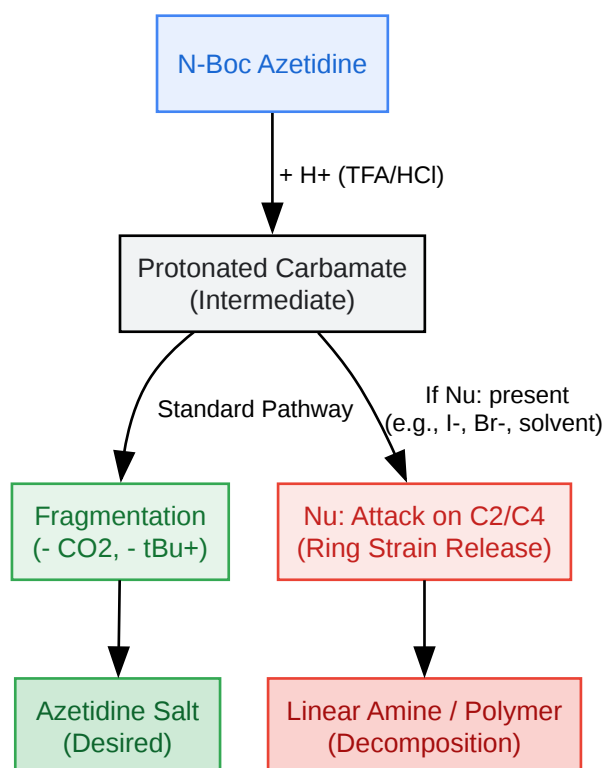 N-Boc Azetidine
+ H+ (TFA/HCl)
Protonated Carbamate
(Intermediate)
Standard Pathway
If Nu: present
(e.g., I-, Br-, solvent)
Fragmentation
(- CO2, - tBu+)
Nu: Attack on C2/C4
(Ring Strain Release)
Azetidine Salt
(Desired)
Linear Amine / Polymer
(Decomposition)